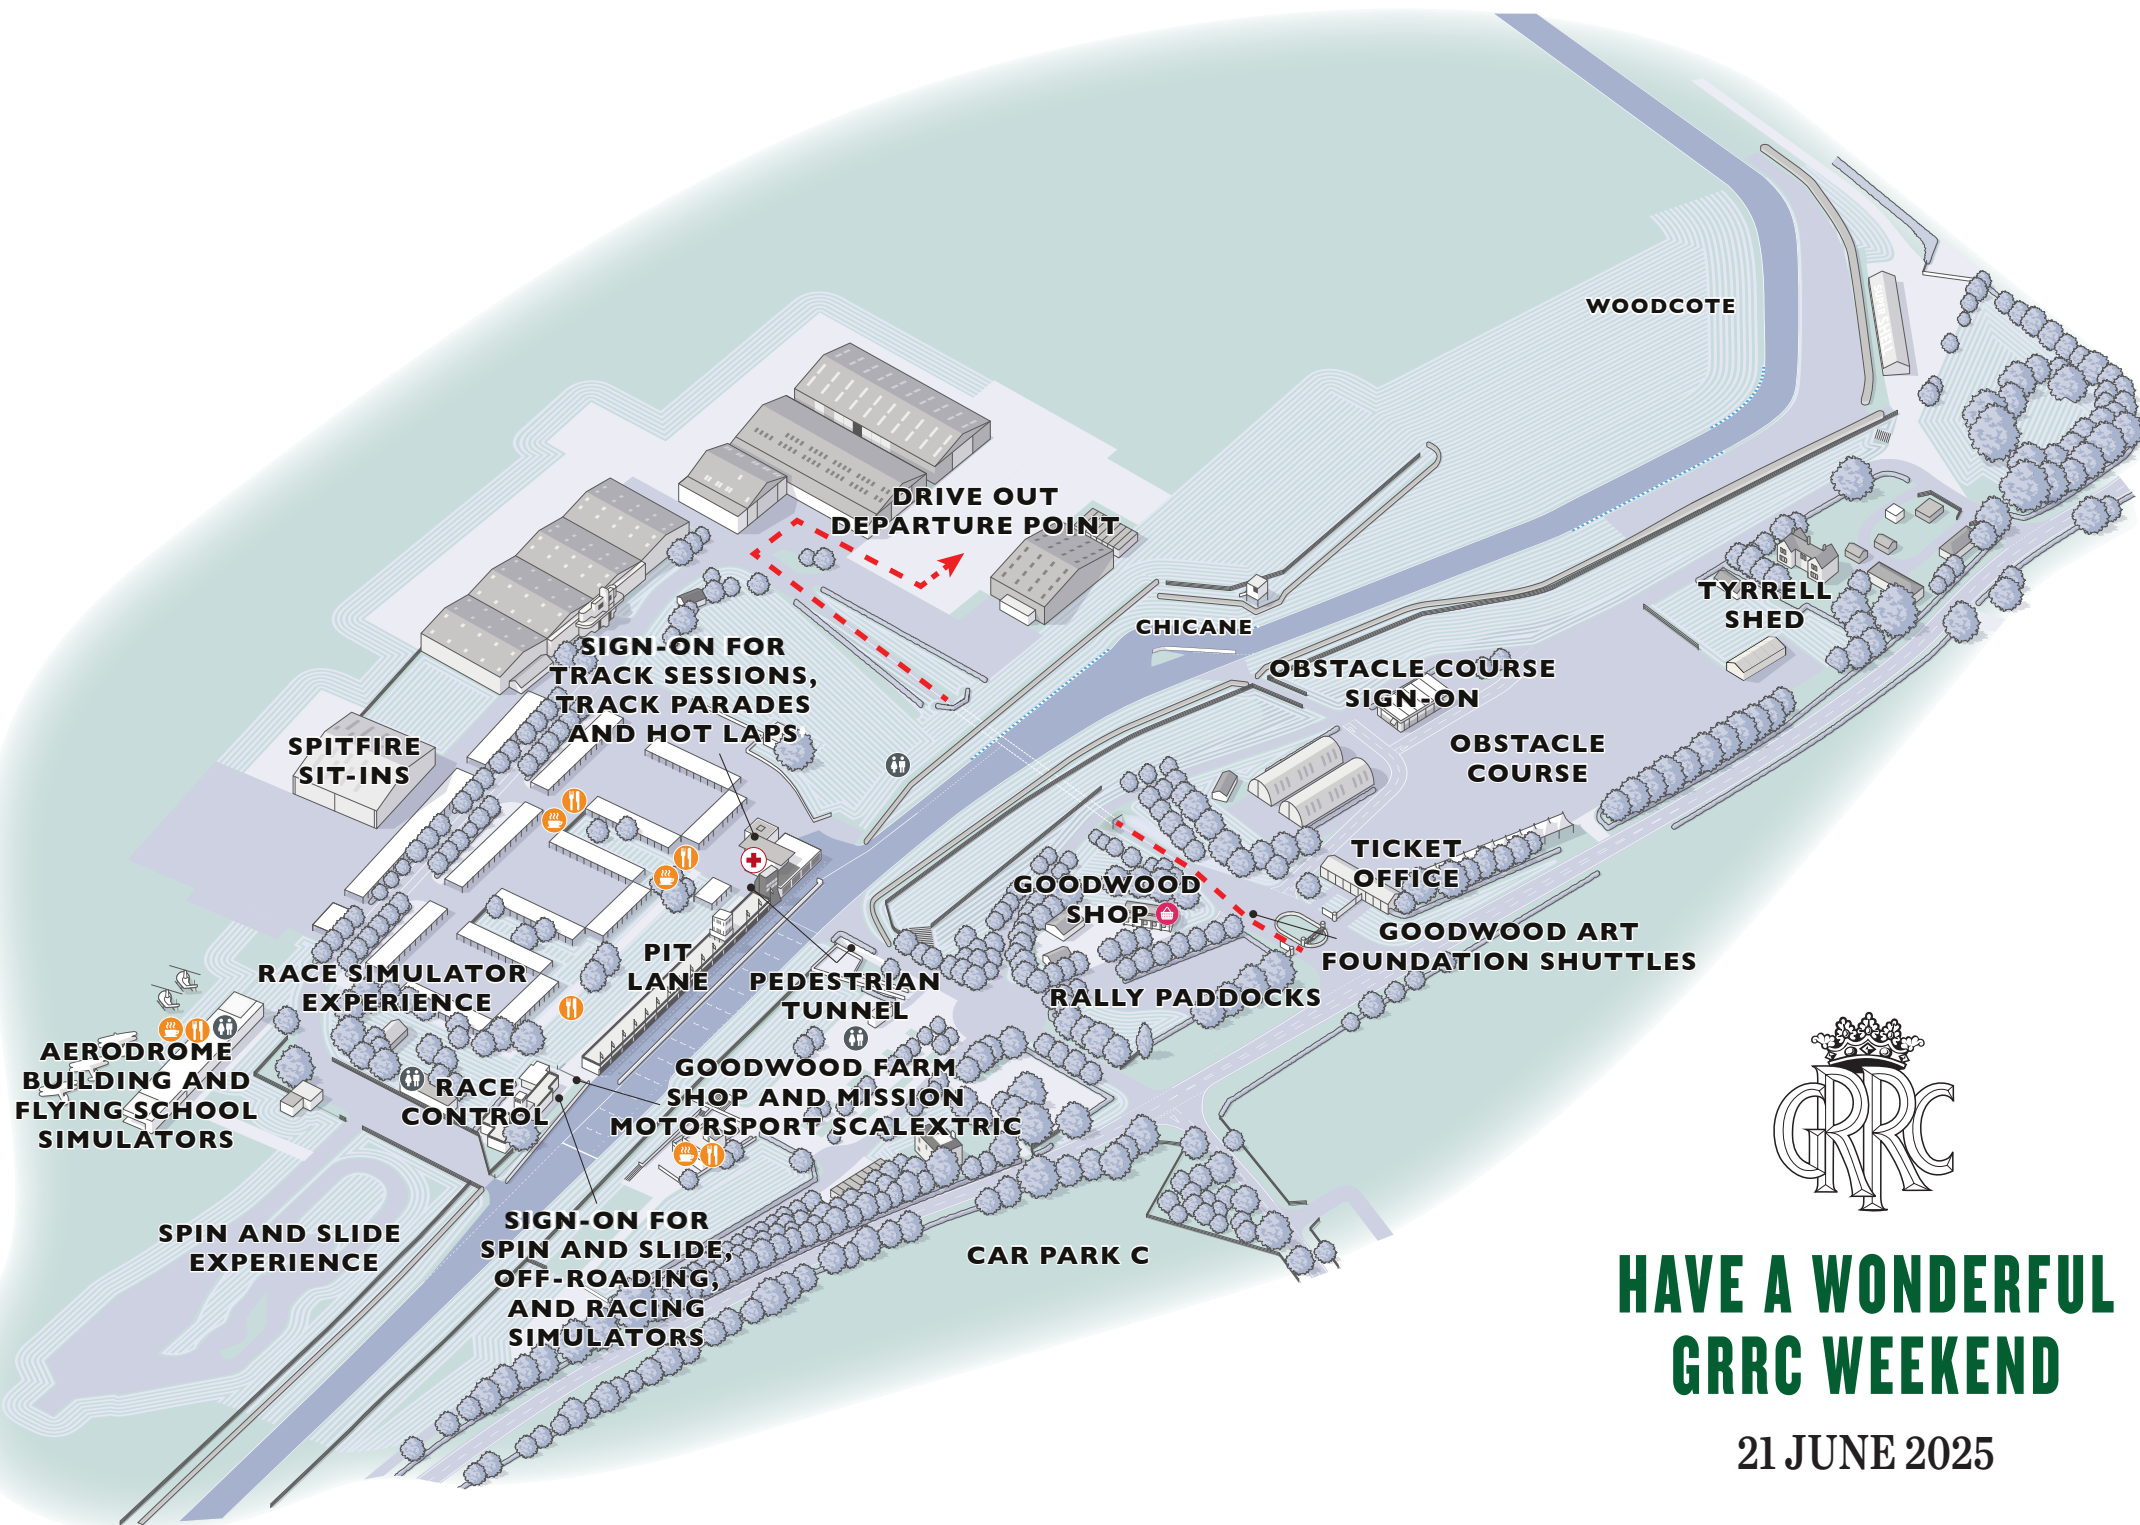 WOODCOTE
DRIVE OUT
DEPARTURE POINT
CHICANE
TYRRELL
SHED
SIGN-ON FOR
TRACK SESSIONS,
TRACK PARADES
AND HOT LAPS
OBSTACLE COURSE
SIGN-ON
OBSTACLE
COURSE
SPITFIRE
SIT-INS
TICKET
OFFICE
GOODWOOD
SHOP
GOODWOOD ART
FOUNDATION SHUTTLES
PIT
LANE
RACE SIMULATOR
EXPERIENCE
PEDESTRIAN
TUNNEL
RALLY PADDOCKS
AERODROME
BUILDING AND
FLYING SCHOOL
SIMULATORS
RACE
CONTROL
GOODWOOD FARM
SHOP AND MISSION
MOTORSPORT SCALEXTRIC
SPIN AND SLIDE
EXPERIENCE
SIGN-ON FOR
SPIN AND SLIDE,
OFF-ROADING,
AND RACING
SIMULATORS
CAR PARK C
GRRC
HAVE A WONDERFUL
GRRC WEEKEND
21 JUNE 2025